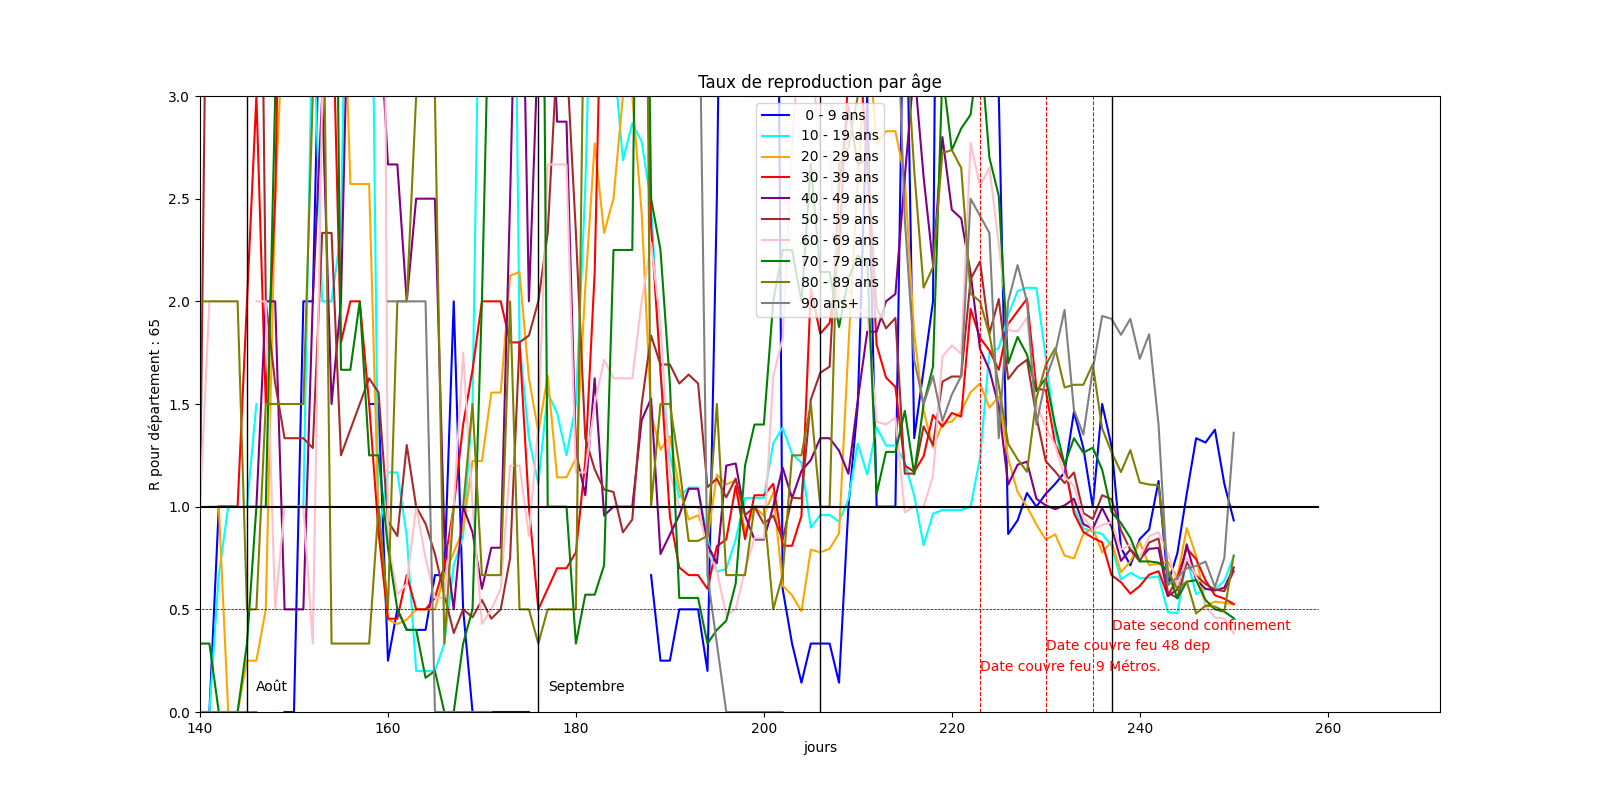 Taux de reproduction par âge
3.0
2.5
2.0
1.5
1.0
0.5
0.0
R pour département : 65
0 - 9 ans
10 - 19 ans
20 - 29 ans
30 - 39 ans
40 - 49 ans
50 - 59 ans
60 - 69 ans
70 - 79 ans
80 - 89 ans
90 ans+
Date second confinement
Date couvre feu 48 dep
Date couvre feu 9 Métros.
Août
Septembre
140
160
180
200
220
240
260
jours